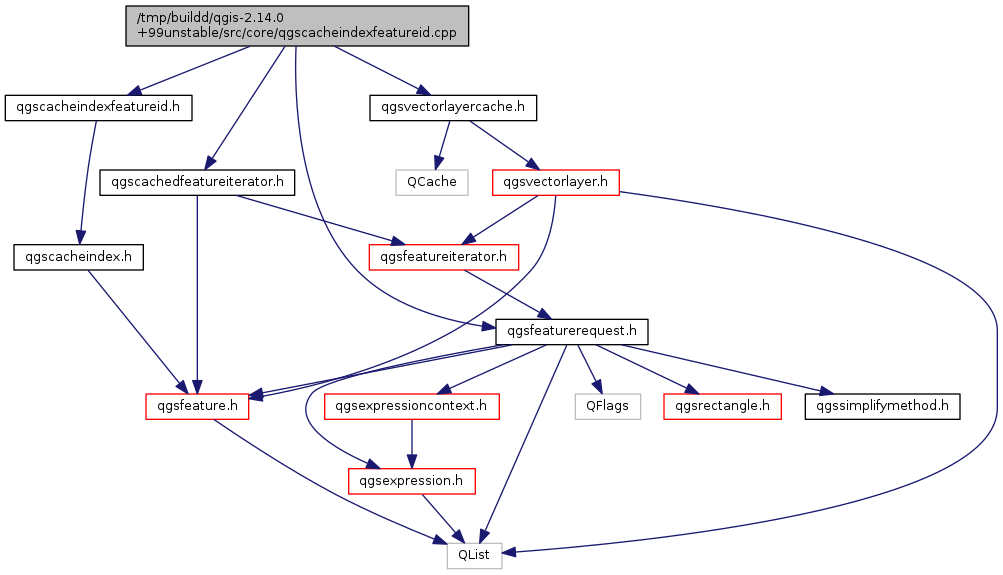 /tmp/buildd/qgis-2.14.0
+99unstable/src/core/qgscacheindexfeatureid.cpp
qgscacheindexfeatureid.h
qgsvectorlayercache.h
qgscachedfeatureiterator.h
QCache
qgsvectorlayer.h
qgscacheindex.h
qgsfeatureiterator.h
qgsfeaturerequest.h
qgsfeature.h
qgsexpressioncontext.h
QFlags
qgsrectangle.h
qgssimplifymethod.h
qgsexpression.h
QList